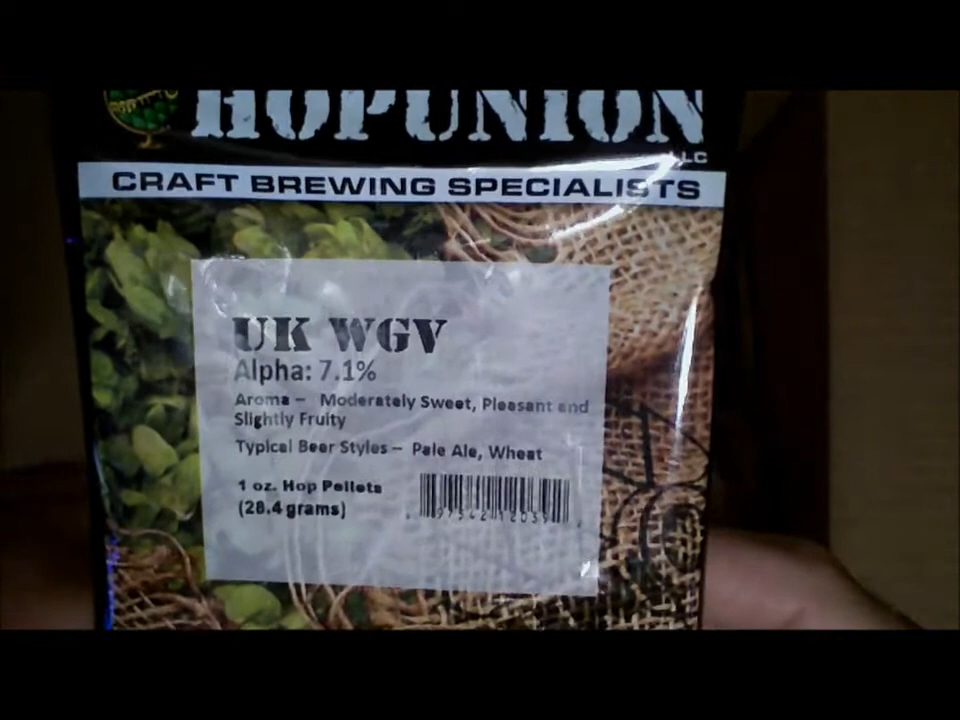 HOPUNION
LLC
CRAFT BREWING SPECIALISTS
UK WGV
Alpha: 7.1%
Aroma – Moderately Sweet, Pleasant and
Slightly Fruity
Typical Beer Styles – Pale Ale, Wheat
1 oz. Hop Pellets
(28.4 grams)